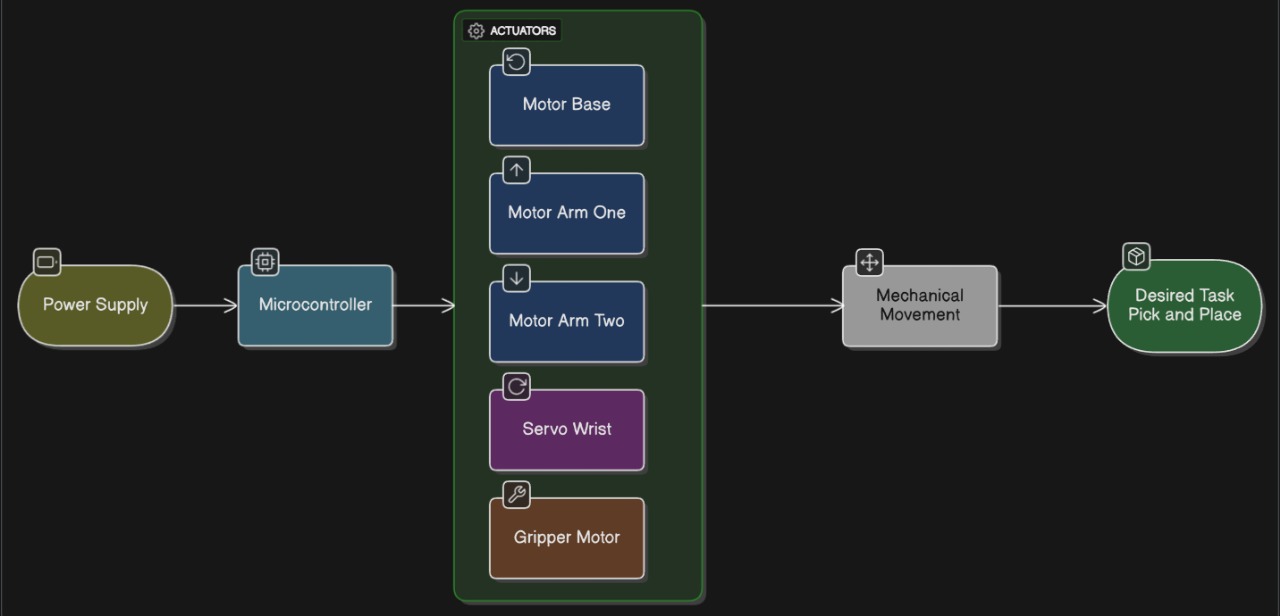 ACTUATORS
Motor Base
Motor Arm One
Motor Arm Two
Servo Wrist
Gripper Motor
Power Supply
Microcontroller
Mechanical
Movement
Desired Task
Pick and Place